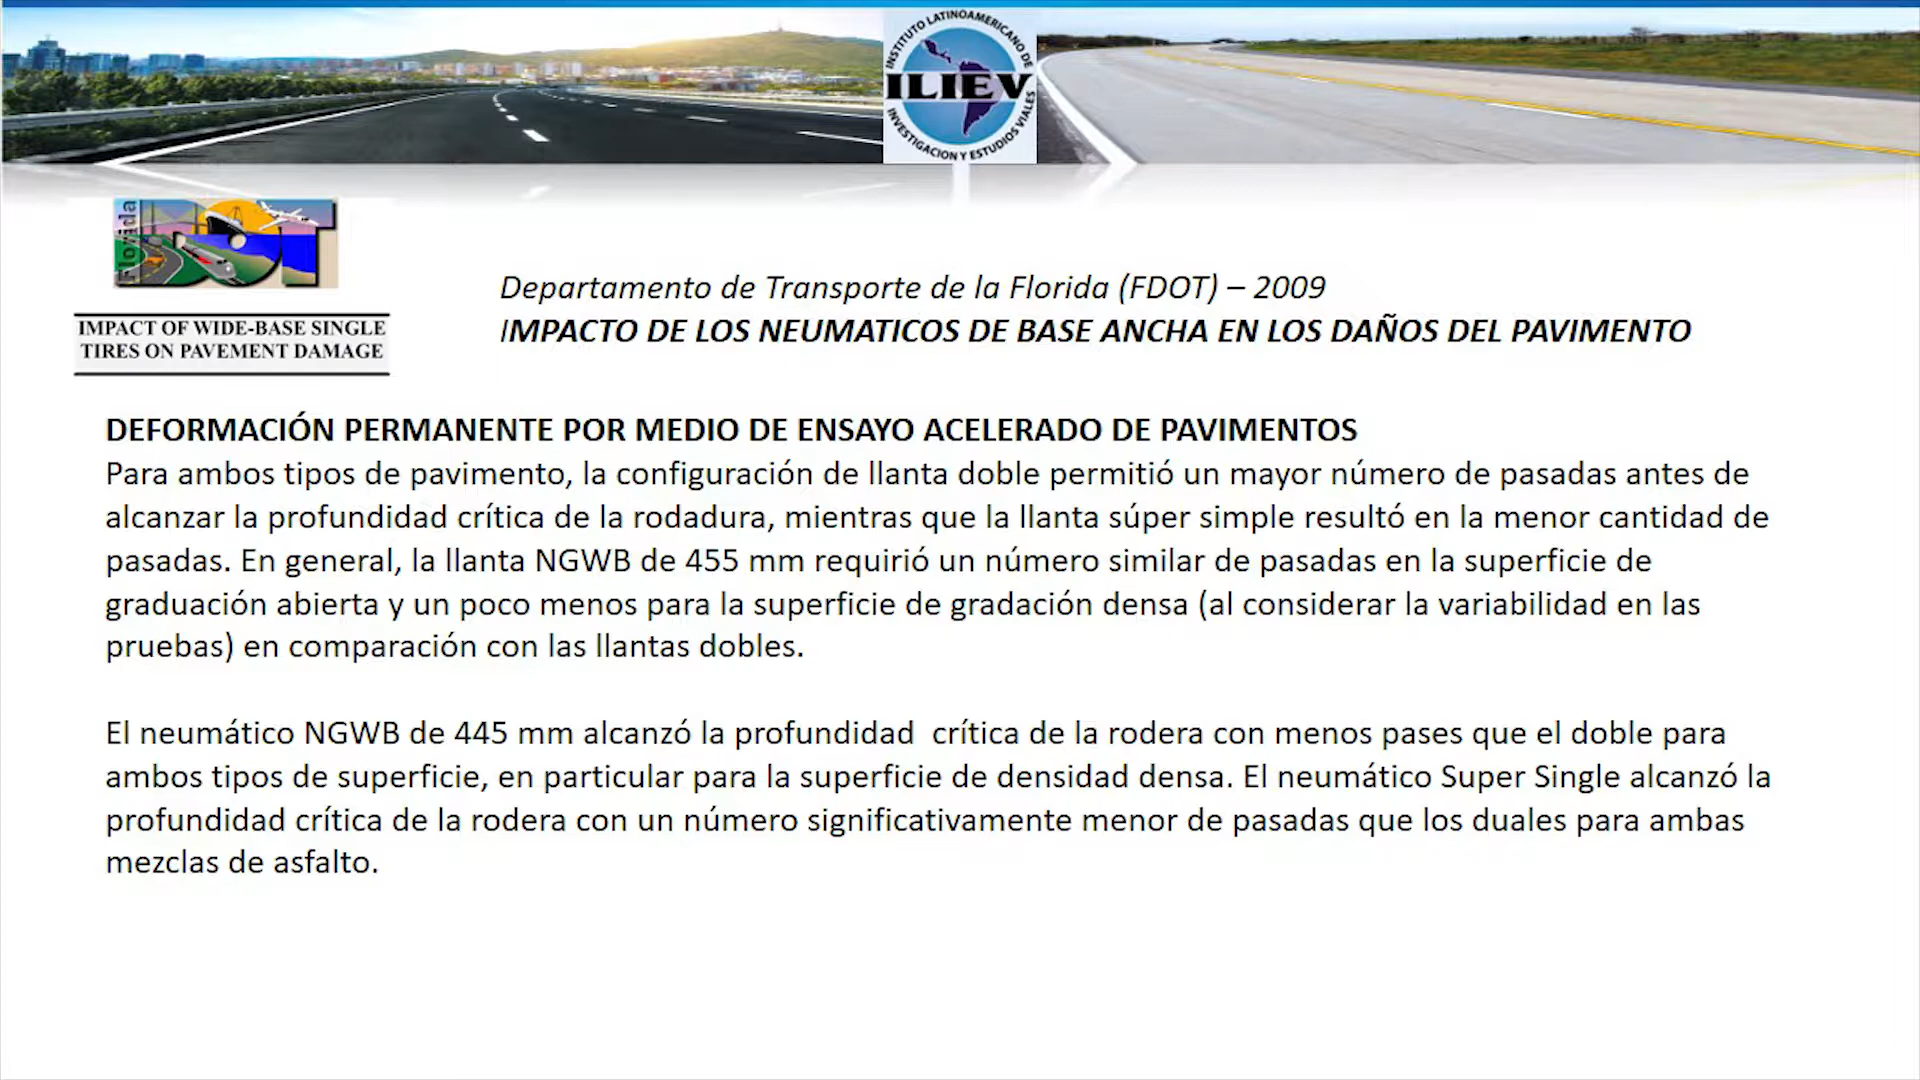 INSTITUTO LATINOAMERICANO DE
ILIEV
INVESTIGACION Y ESTUDIOS VIALES
Florida
DOT
IMPACT OF WIDE-BASE SINGLE
TIRES ON PAVEMENT DAMAGE
Departamento de Transporte de la Florida (FDOT) – 2009
IMPACTO DE LOS NEUMATICOS DE BASE ANCHA EN LOS DAÑOS DEL PAVIMENTO
DEFORMACIÓN PERMANENTE POR MEDIO DE ENSAYO ACELERADO DE PAVIMENTOS
Para ambos tipos de pavimento, la configuración de llanta doble permitió un mayor número de pasadas antes de
alcanzar la profundidad crítica de la rodadura, mientras que la llanta súper simple resultó en la menor cantidad de
pasadas. En general, la llanta NGWB de 455 mm requirió un número similar de pasadas en la superficie de
graduación abierta y un poco menos para la superficie de gradación densa (al considerar la variabilidad en las
pruebas) en comparación con las llantas dobles.
El neumático NGWB de 445 mm alcanzó la profundidad  crítica de la rodera con menos pases que el doble para
ambos tipos de superficie, en particular para la superficie de densidad densa. El neumático Super Single alcanzó la
profundidad crítica de la rodera con un número significativamente menor de pasadas que los duales para ambas
mezclas de asfalto.